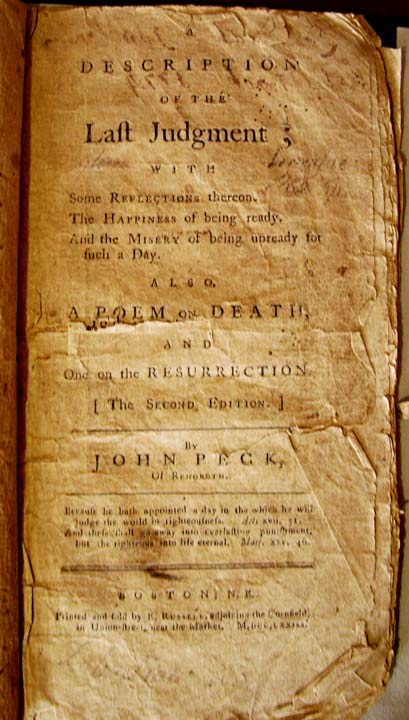 A
DESCRIPTION
OF THE
Laſt Judgment;
WITH
Some REFLECTIONS thereon.
The HAPPINESS of being ready.
And the MISERY of being unready for
ſuch a Day.
ALSO,
A POEM ON DEATH,
AND
One on the RESURRECTION.
[ The SECOND EDITION. ]
By
JOHN PECK,
Of REHOBOTH.
Becauſe he hath appointed a day in the which he will
judge the world in righteouſneſs. Acts xvii. 31.
And theſe ſhall go away into everlaſting puniſhment,
but the righteous into life eternal. Matt. xxv. 46.
BOSTON; N.E.
Printed and ſold by E. RUSSELL, adjoining the Cornfield,
in Union-ſtreet, near the Market. M,DCC,LXXIII.